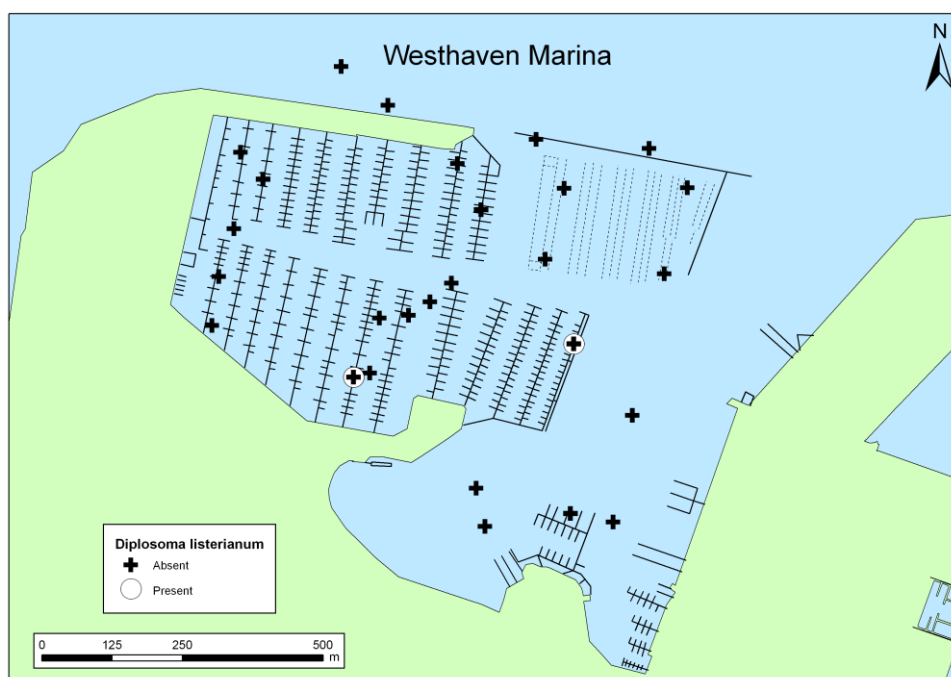 Westhaven Marina
N
Diplosoma listerianum
Absent
Present
0 125 250 500
m